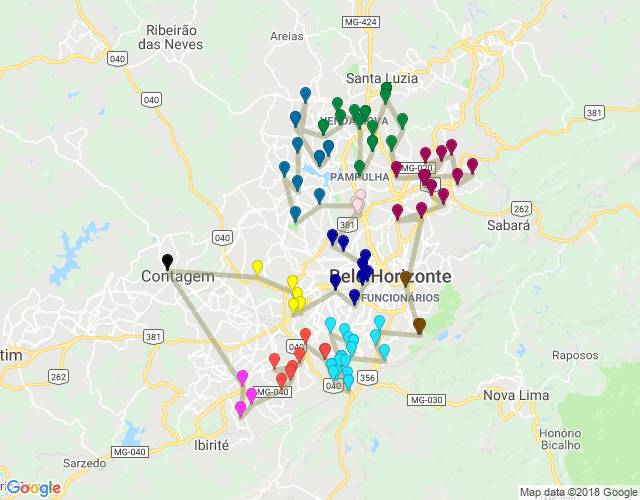 MG-424
Ribeirão
das Neves
Areias
040
Santa Luzia
040
381
VENDA NOVA
MG-020
PAMPULHA
262
381
Sabará
040
Contagem
Belo Horizonte
FUNCIONÁRIOS
381
040
Raposos
262
356
040
MG-040
MG-030
Nova Lima
Ibirité
Honório
Bicalho
MG-040
Sarzedo
Google
Map data ©2018 Google